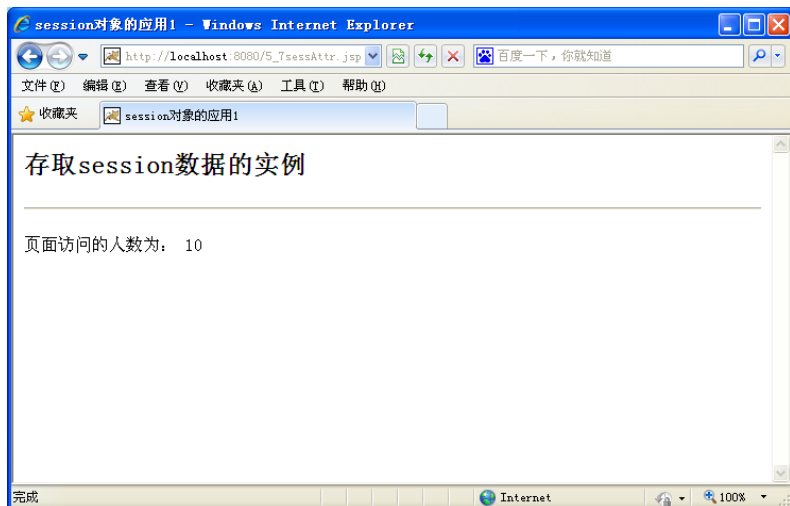 session对象的应用1 - Windows Internet Explorer
http://localhost:8080/5_7sessAttr.jsp
百度一下，你就知道
文件(F) 编辑(E) 查看(V) 收藏夹(A) 工具(T) 帮助(H)
收藏夹 session对象的应用1
存取session数据的实例
页面访问的人数为： 10
完成 Internet 100%